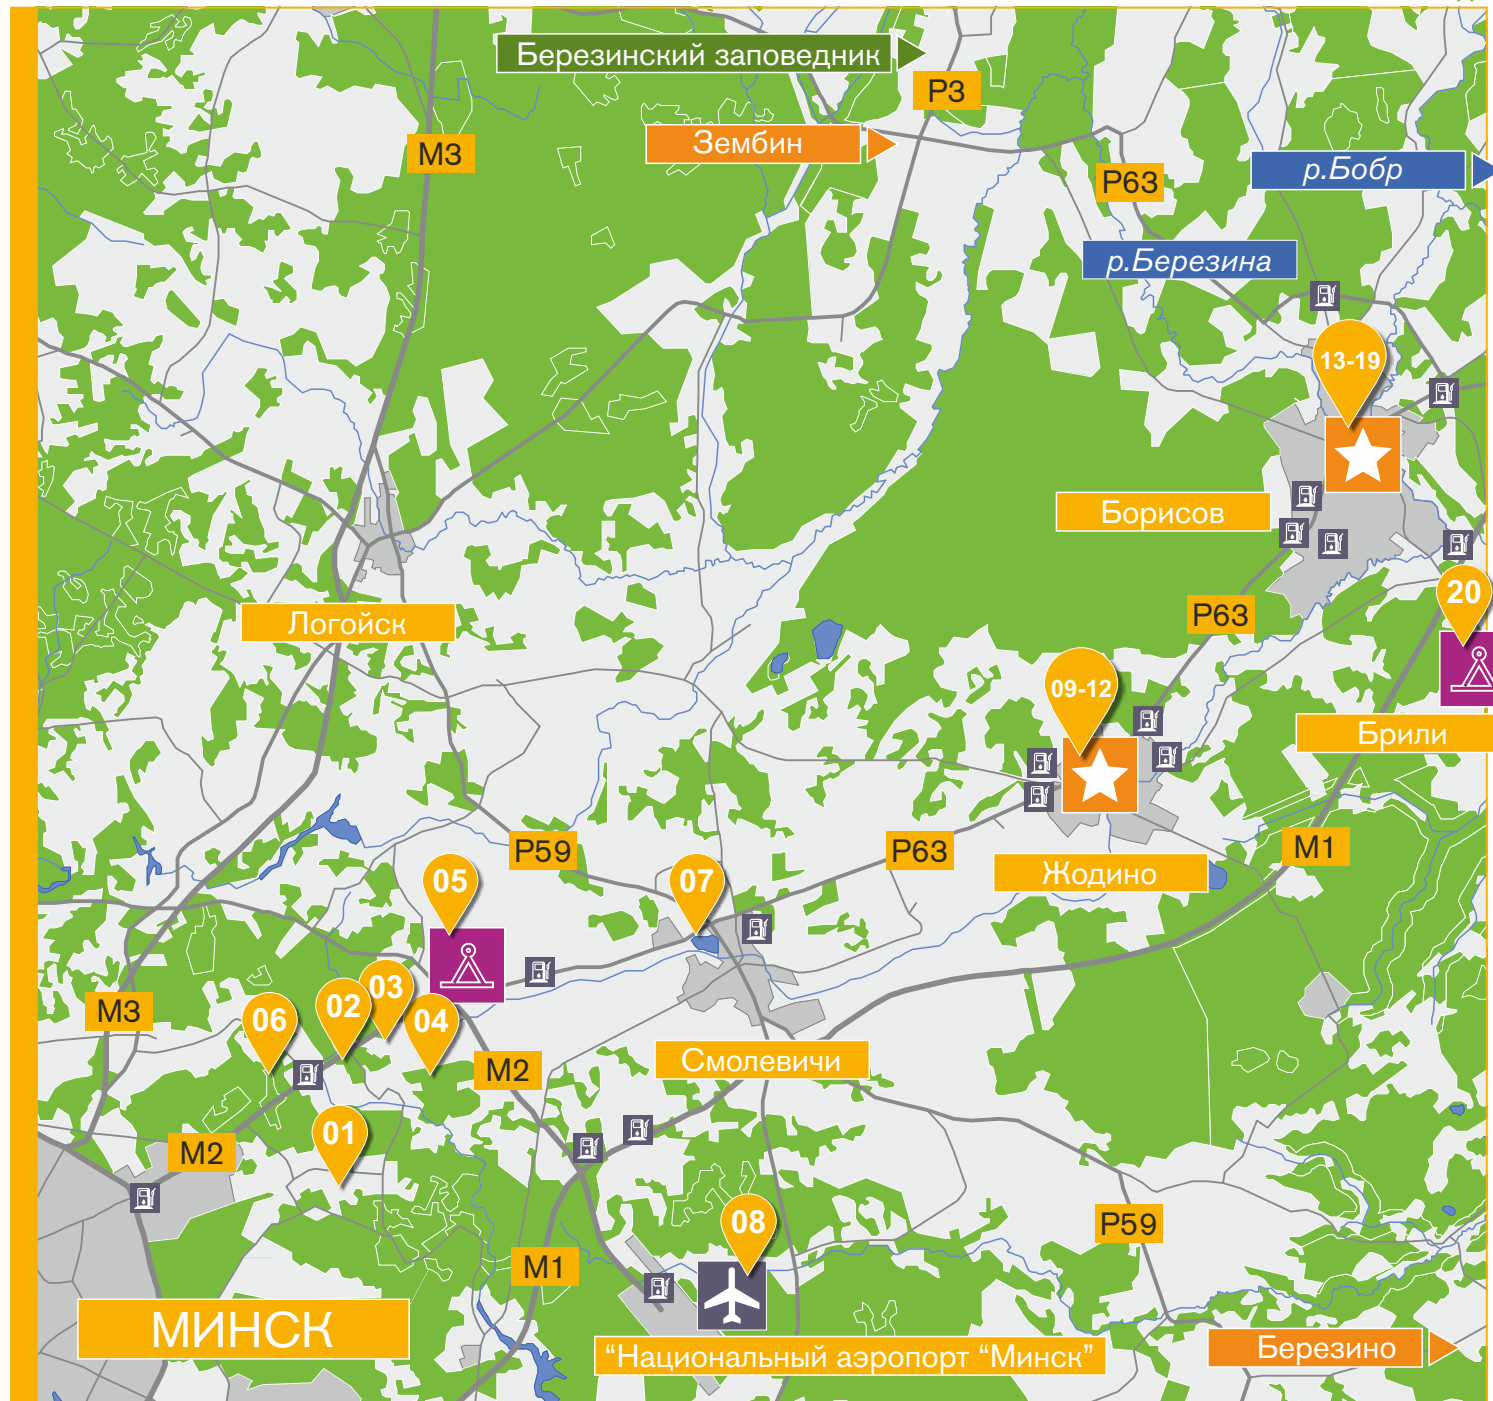 Березинский заповедник
Р3
Зембин
М3
р.Бобр
Р63
р.Березина
13-19
Борисов
20
Р63
Логойск
09-12
Брили
Р59
Р63
М1
05
07
Жодино
03
02
М3
06
04
Смолевичи
М2
01
М2
08
Р59
М1
МИНСК
Березино
“Национальный аэропорт “Минск”